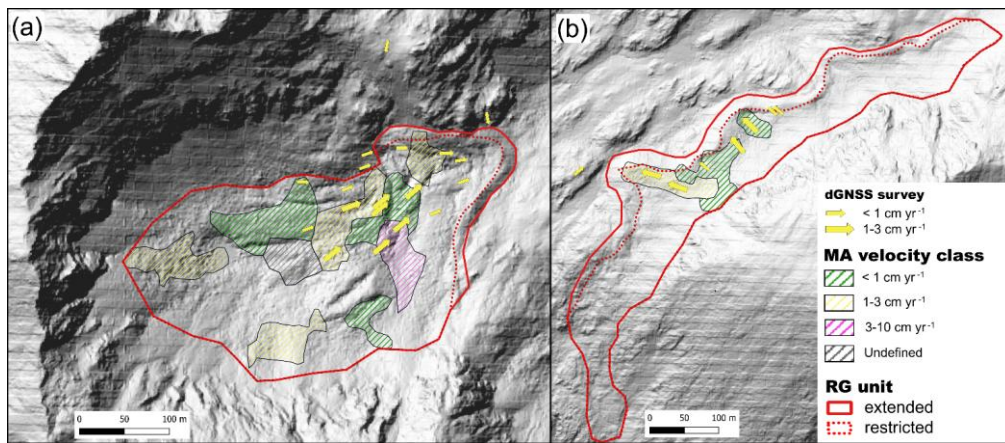 (a)
0 50 100 m
(b)
0 50 100 m
dGNSS survey
< 1 cm yr⁻¹
1-3 cm yr⁻¹
MA velocity class
< 1 cm yr⁻¹
1-3 cm yr⁻¹
3-10 cm yr⁻¹
Undefined
RG unit
extended
restricted